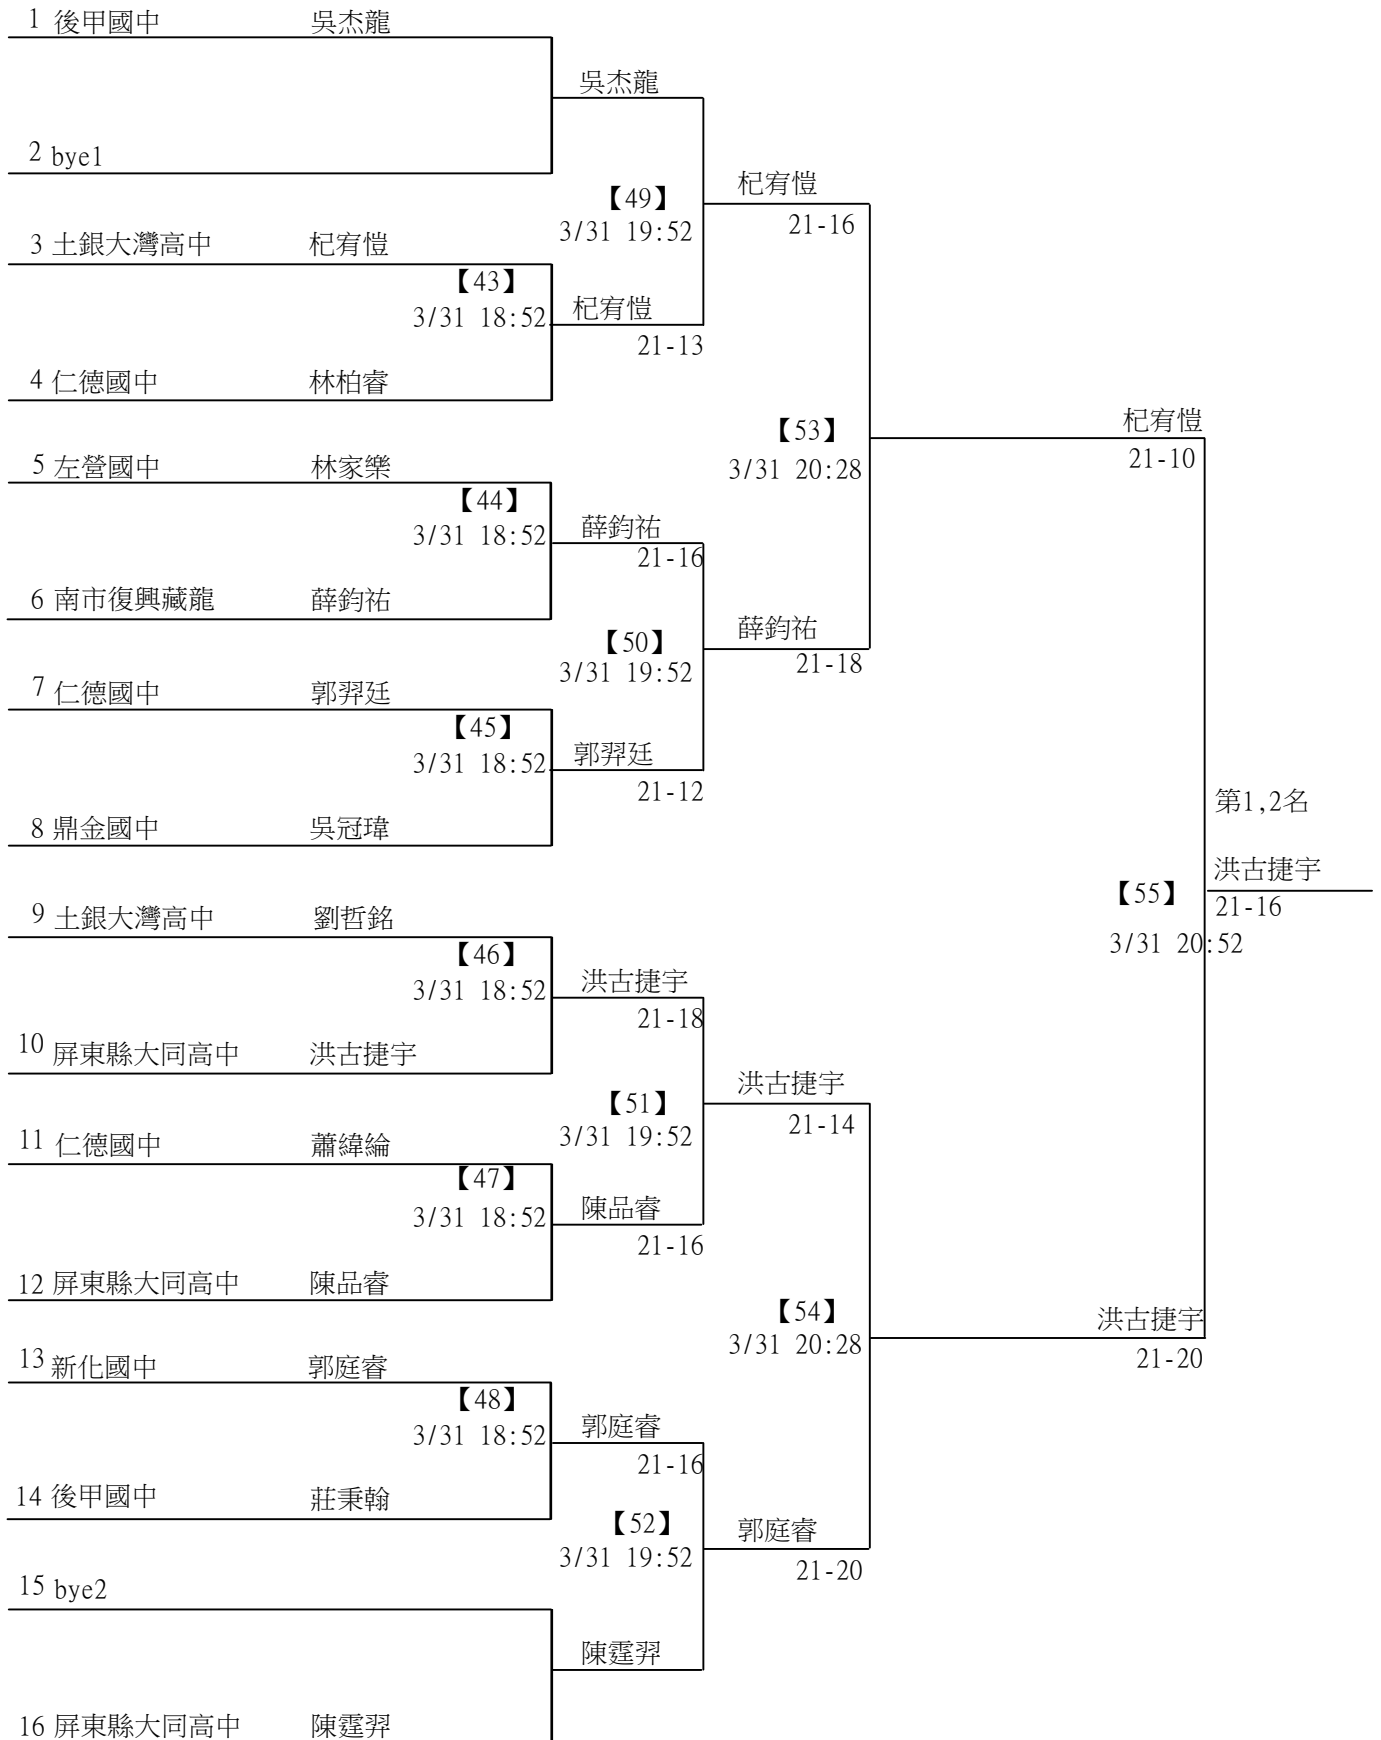 1 後甲國中 吳杰龍
吳杰龍
2 bye1
杞宥愷
【49】
21-16
3/31 19:52
3 土銀大灣高中 杞宥愷
【43】
杞宥愷
3/31 18:52
21-13
4 仁德國中 林柏睿
杞宥愷
【53】
21-10
3/31 20:28
5 左營國中 林家樂
【44】
薛鈞祐
3/31 18:52
21-16
6 南市復興藏龍 薛鈞祐
薛鈞祐
【50】
21-18
3/31 19:52
7 仁德國中 郭羿廷
【45】
郭羿廷
3/31 18:52
21-12
第1,2名
8 鼎金國中 吳冠瑋
洪古捷宇
【55】
21-16
3/31 20:52
9 土銀大灣高中 劉哲銘
【46】
洪古捷宇
3/31 18:52
21-18
10 屏東縣大同高中 洪古捷宇
洪古捷宇
【51】
21-14
3/31 19:52
11 仁德國中 蕭緯綸
【47】
陳品睿
3/31 18:52
21-16
12 屏東縣大同高中 陳品睿
【54】
洪古捷宇
3/31 20:28
21-20
13 新化國中 郭庭睿
【48】
郭庭睿
3/31 18:52
21-16
14 後甲國中 莊秉翰
【52】
郭庭睿
3/31 19:52
21-20
15 bye2
陳霆羿
16 屏東縣大同高中 陳霆羿